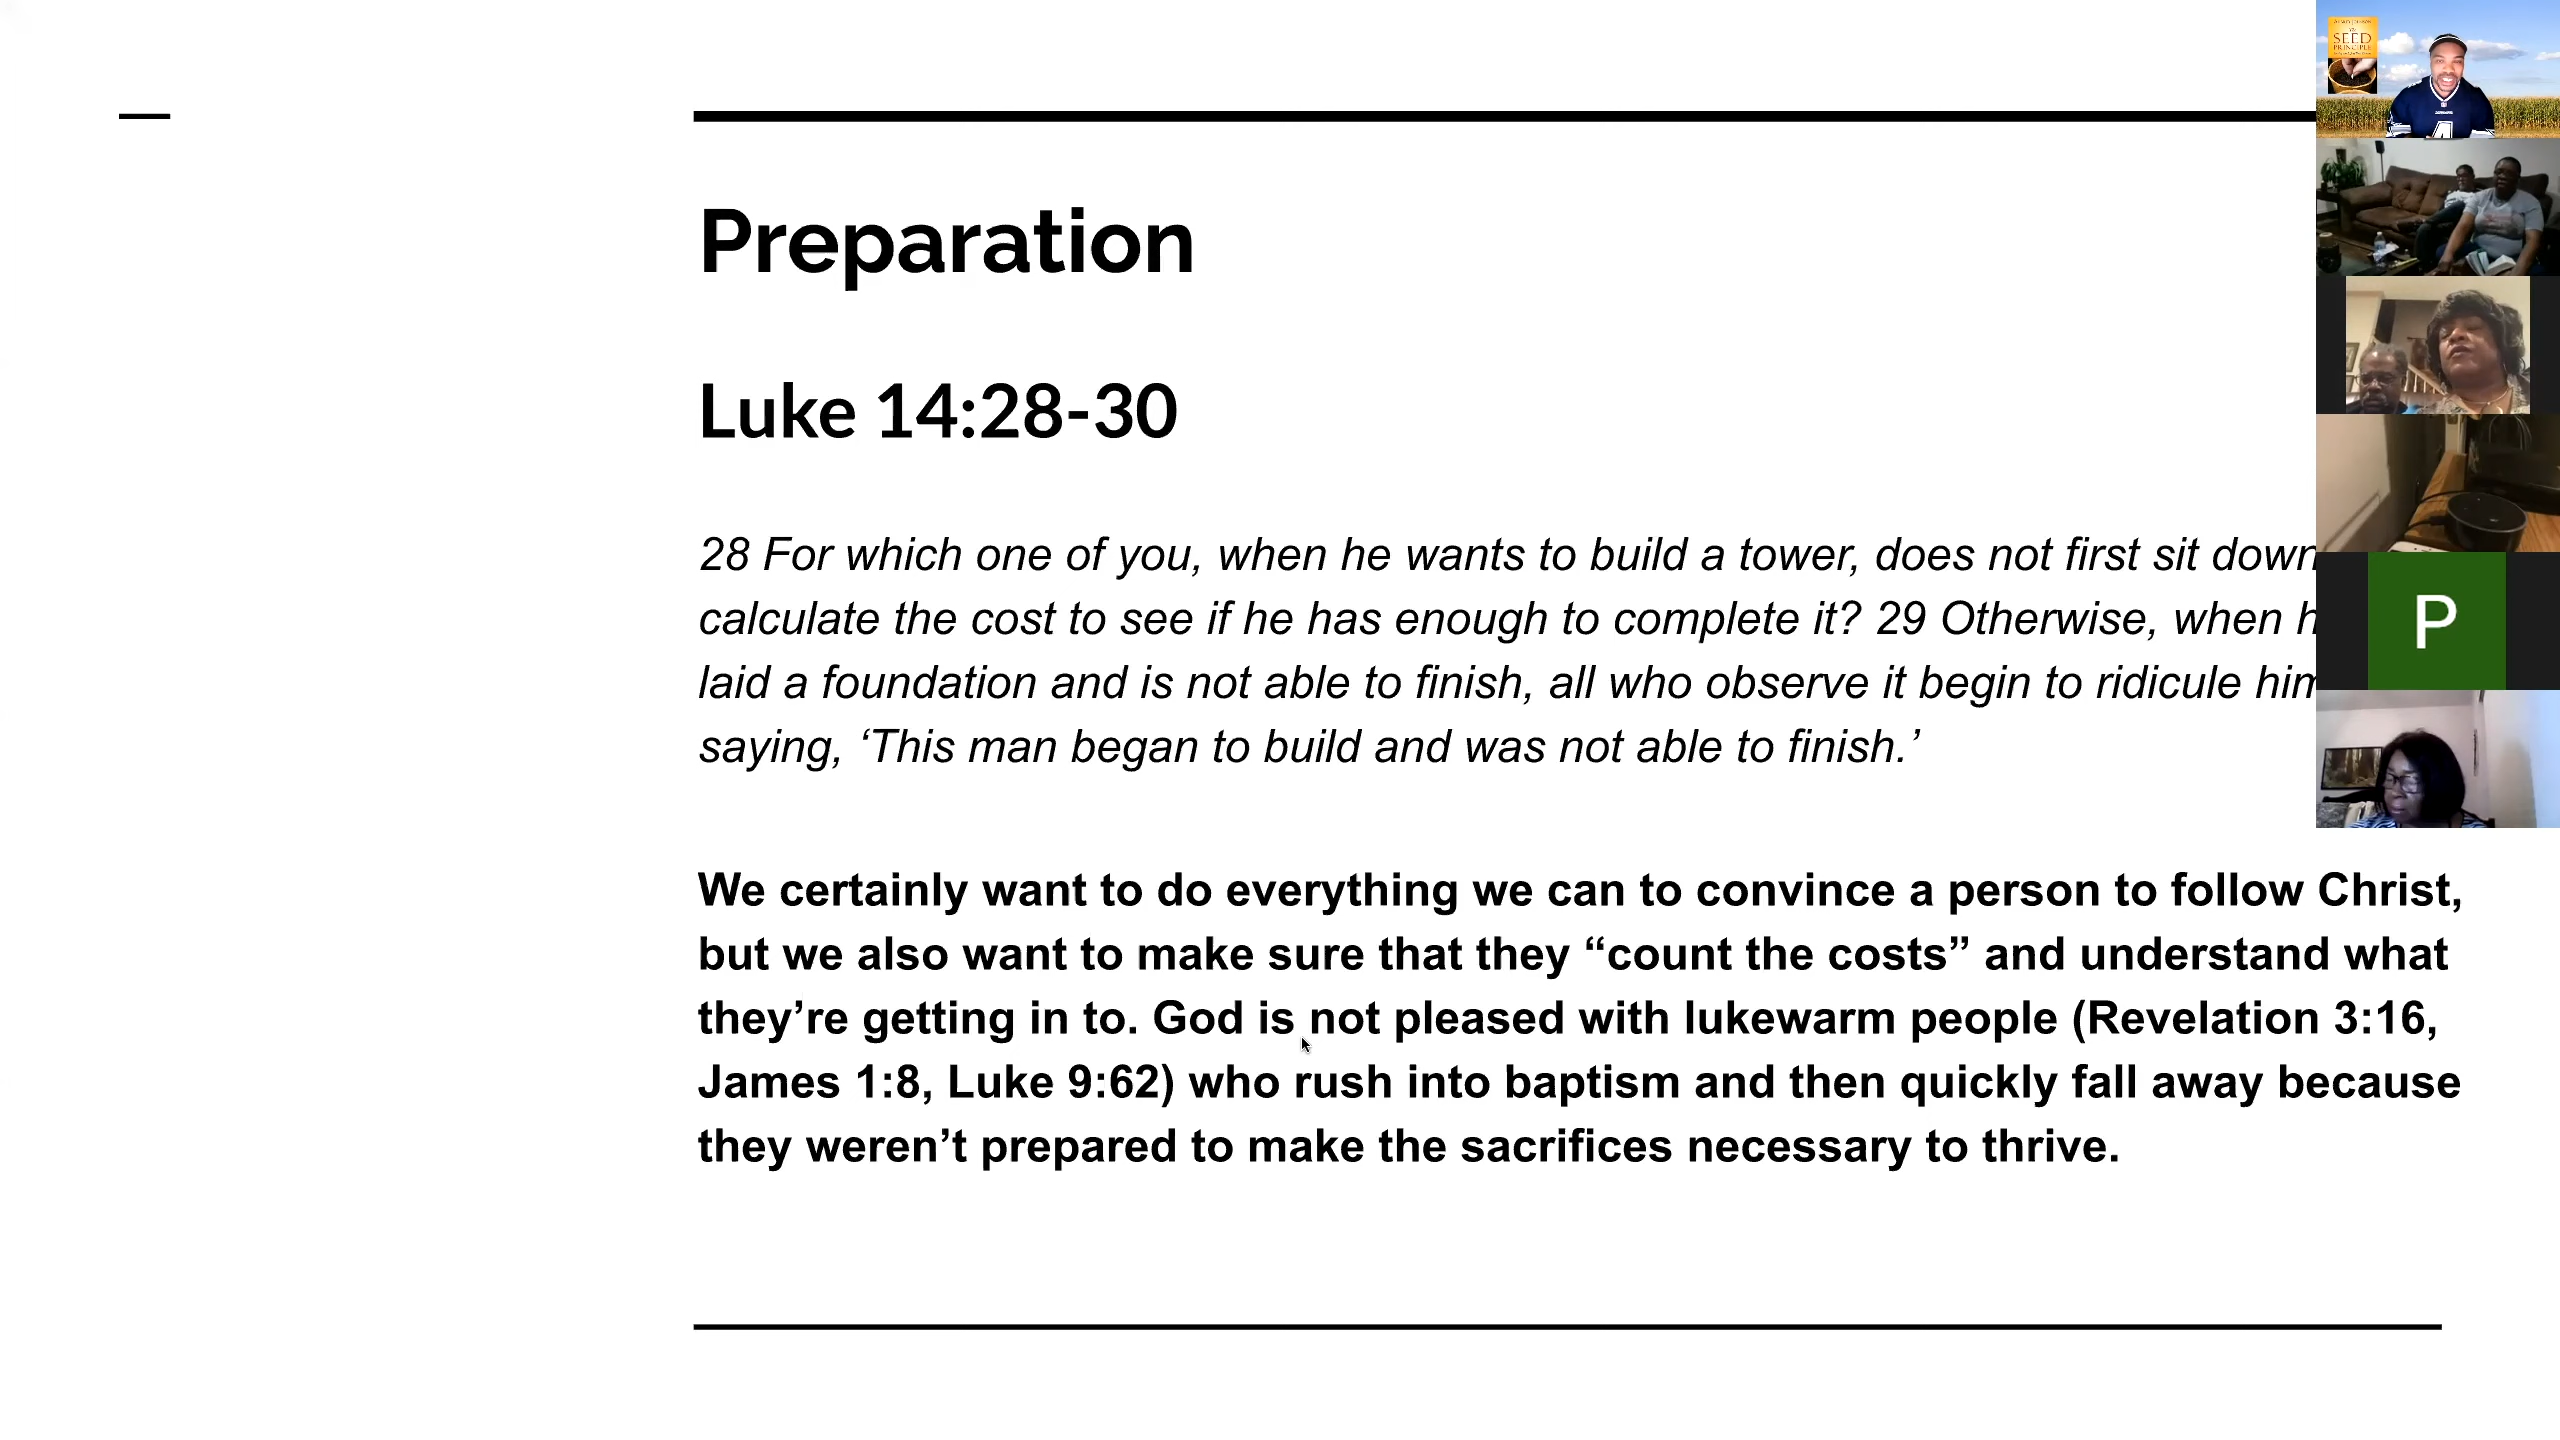 Preparation
Luke 14:28-30
28 For which one of you, when he wants to build a tower, does not first sit down
calculate the cost to see if he has enough to complete it? 29 Otherwise, when
laid a foundation and is not able to finish, all who observe it begin to ridicule
saying, ‘This man began to build and was not able to finish.’
We certainly want to do everything we can to convince a person to follow Christ,
but we also want to make sure that they “count the costs” and understand what
they’re getting in to. God is not pleased with lukewarm people (Revelation 3:16,
James 1:8, Luke 9:62) who rush into baptism and then quickly fall away because
they weren’t prepared to make the sacrifices necessary to thrive.
SEED
PRINCIPLE
4
P